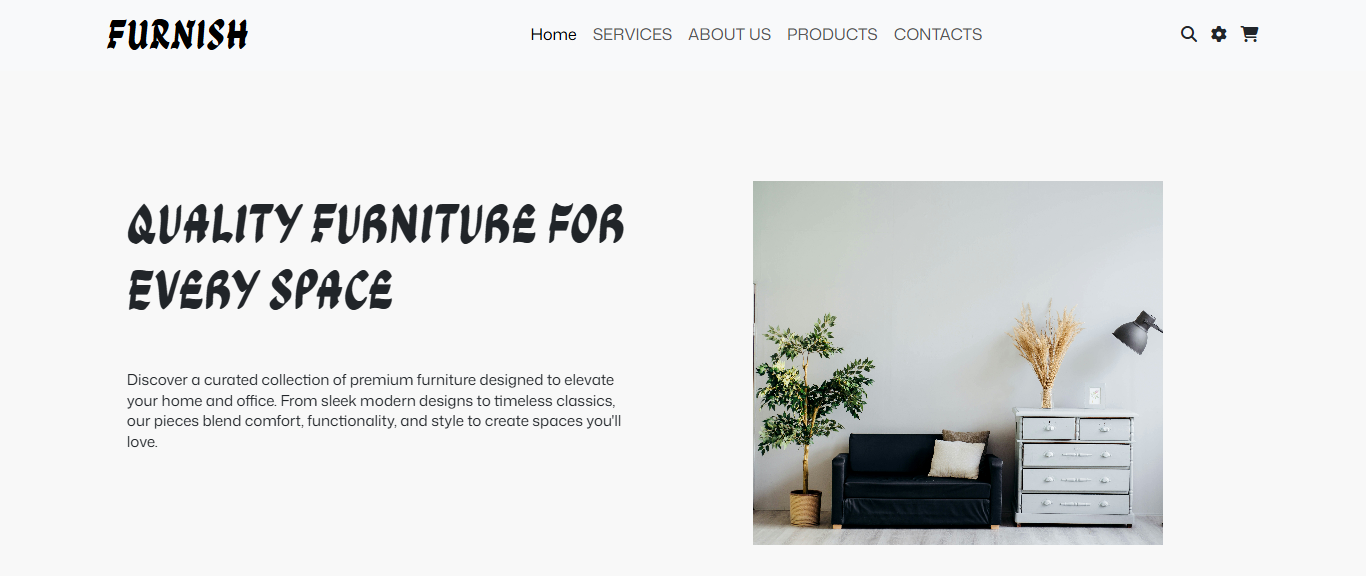 FURNISH
Home SERVICES ABOUT US PRODUCTS CONTACTS
QUALITY FURNITURE FOR
EVERY SPACE
Discover a curated collection of premium furniture designed to elevate
your home and office. From sleek modern designs to timeless classics,
our pieces blend comfort, functionality, and style to create spaces you'll
love.